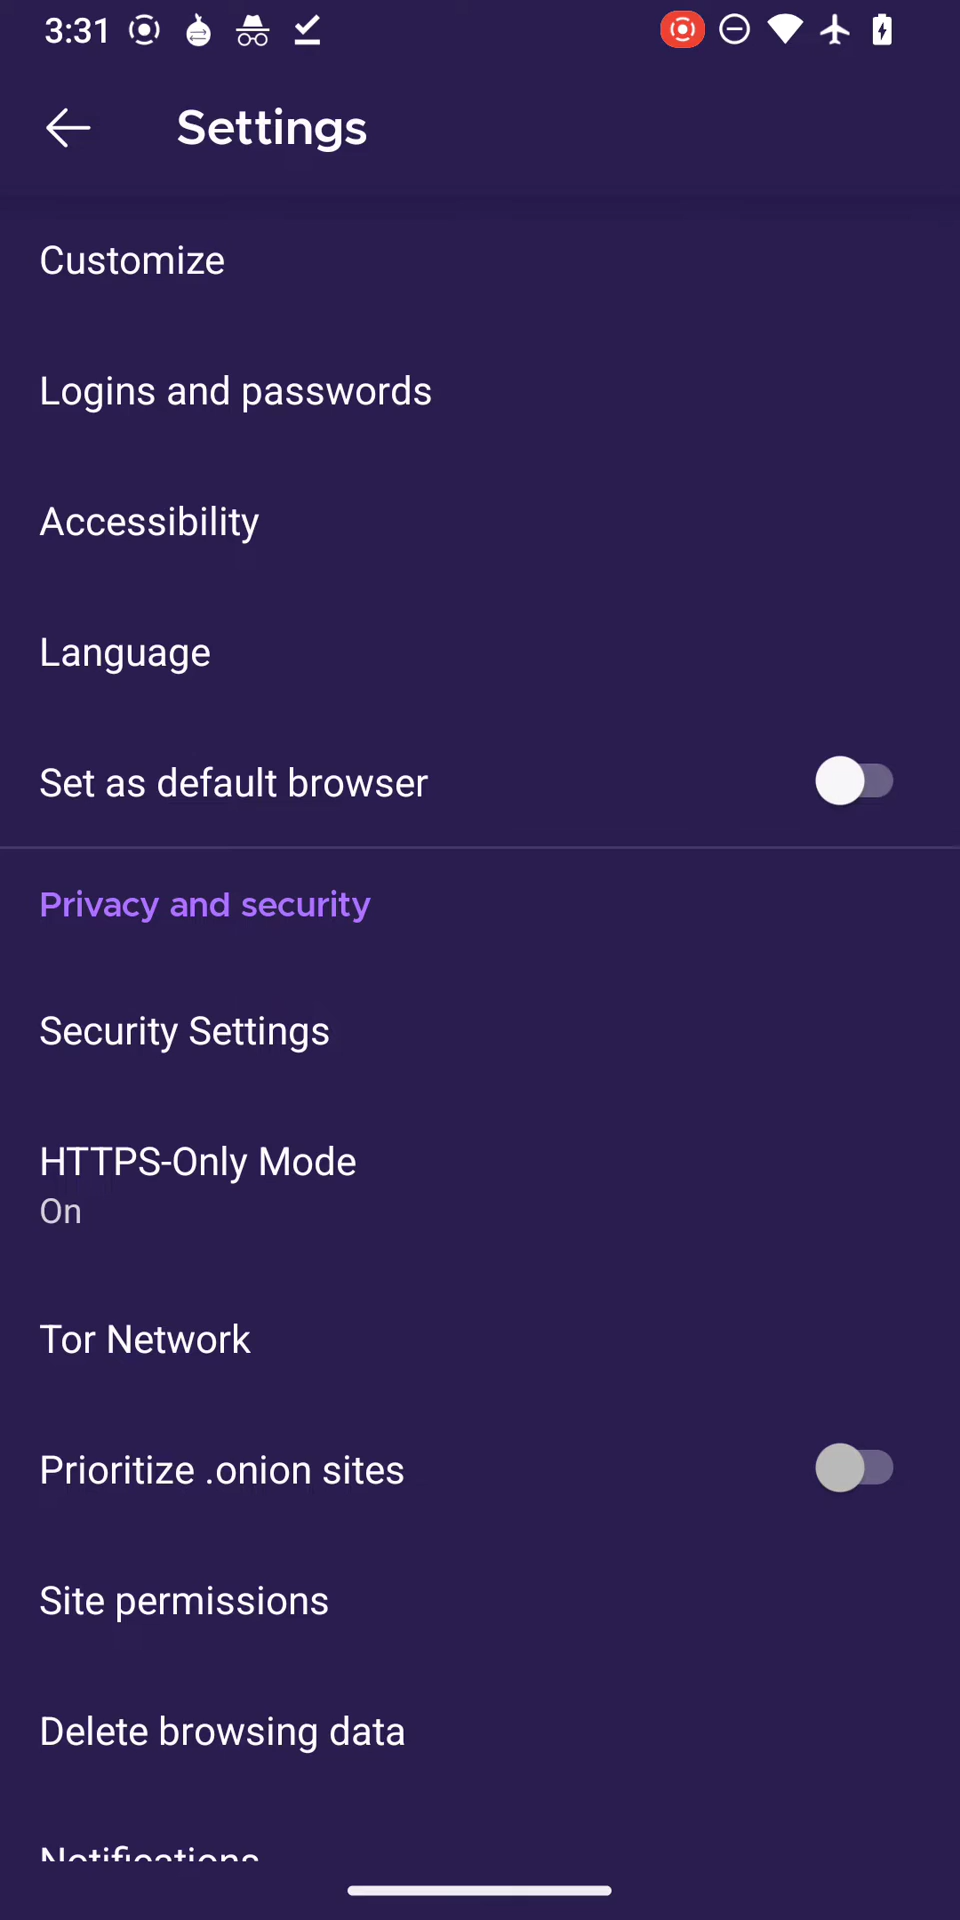 3:31
Settings
Customize
Logins and passwords
Accessibility
Language
Set as default browser
Privacy and security
Security Settings
HTTPS-Only Mode
On
Tor Network
Prioritize .onion sites
Site permissions
Delete browsing data
Notifications